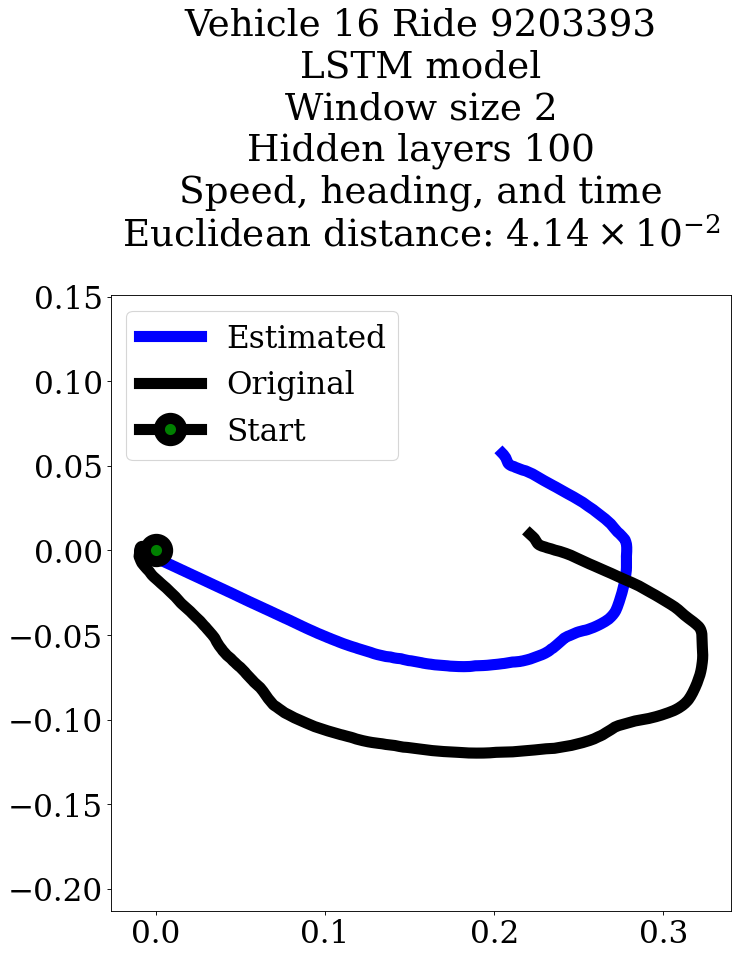 Vehicle 16 Ride 9203393
LSTM model
Window size 2
Hidden layers 100
Speed, heading, and time
Euclidean distance: 4.14 × 10⁻²
0.15
Estimated
0.10
Original
0.05
Start
0.00
−0.05
−0.10
−0.15
−0.20
0.0 0.1 0.2 0.3